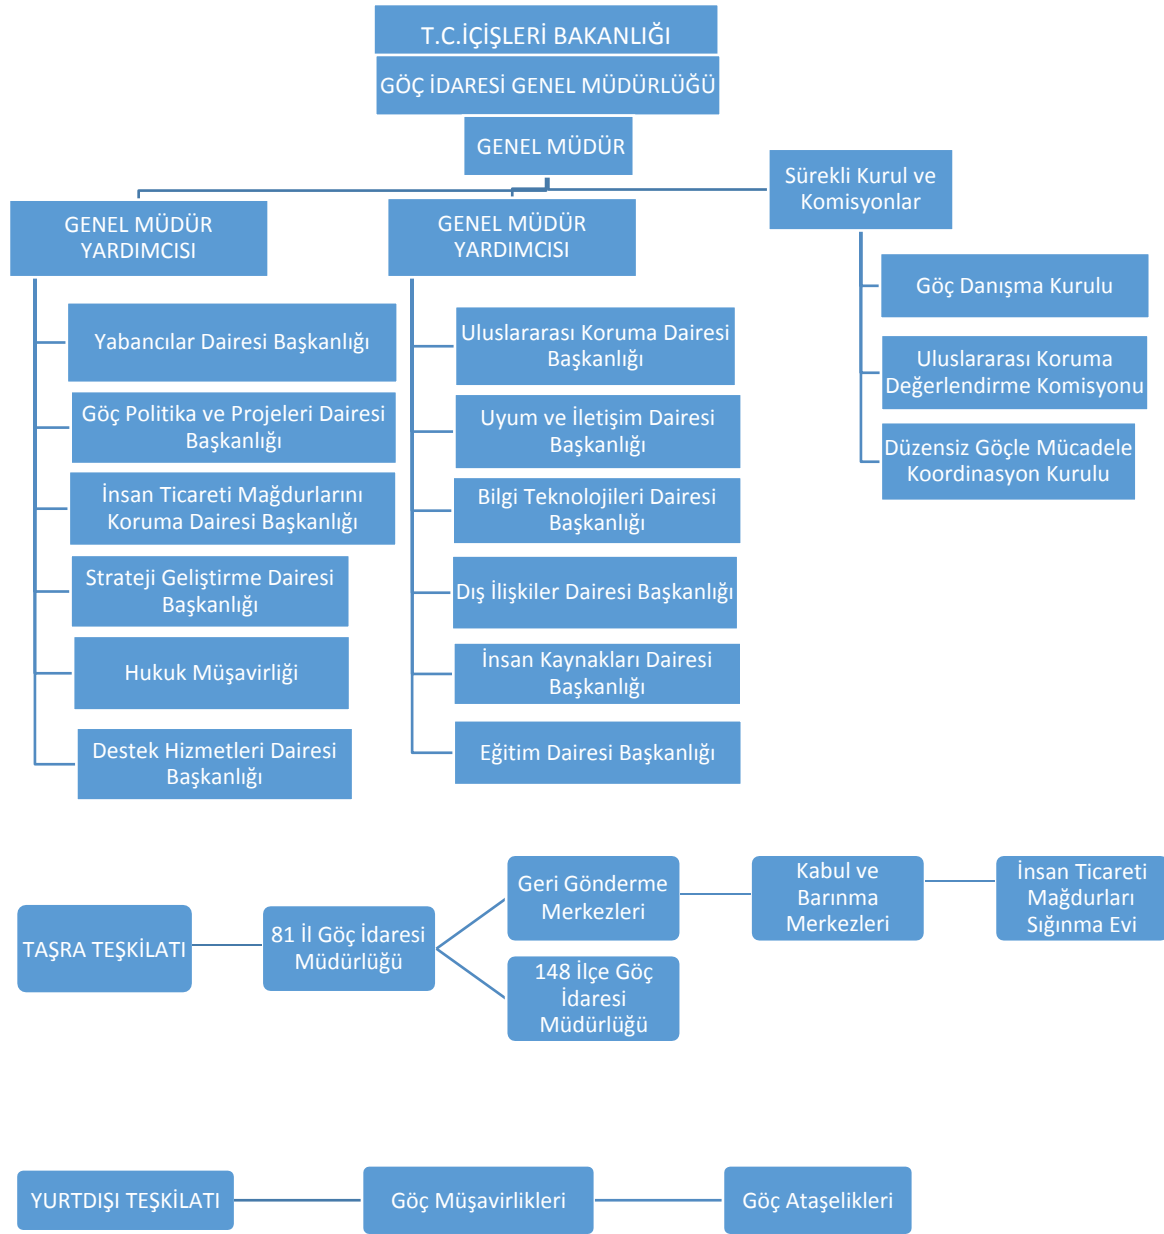 T.C.İÇİŞLERİ BAKANLIĞI
GÖÇ İDARESİ GENEL MÜDÜRLÜĞÜ
GENEL MÜDÜR
Sürekli Kurul ve
Komisyonlar
GENEL MÜDÜR
YARDIMCISI
GENEL MÜDÜR
YARDIMCISI
Göç Danışma Kurulu
Uluslararası Koruma
Değerlendirme Komisyonu
Düzensiz Göçle Mücadele
Koordinasyon Kurulu
Yabancılar Dairesi Başkanlığı
Göç Politika ve Projeleri Dairesi
Başkanlığı
İnsan Ticareti Mağdurlarını
Koruma Dairesi Başkanlığı
Strateji Geliştirme Dairesi
Başkanlığı
Hukuk Müşavirliği
Destek Hizmetleri Dairesi
Başkanlığı
Uluslararası Koruma Dairesi
Başkanlığı
Uyum ve İletişim Dairesi
Başkanlığı
Bilgi Teknolojileri Dairesi
Başkanlığı
Dış İlişkiler Dairesi Başkanlığı
İnsan Kaynakları Dairesi
Başkanlığı
Eğitim Dairesi Başkanlığı
TAŞRA TEŞKİLATI
81 İl Göç İdaresi
Müdürlüğü
Geri Gönderme
Merkezleri
148 İlçe Göç
İdaresi
Müdürlüğü
Kabul ve
Barınma
Merkezleri
İnsan Ticareti
Mağdurları
Sığınma Evi
YURTDIŞI TEŞKİLATI
Göç Müşavirlikleri
Göç Ataşelikleri